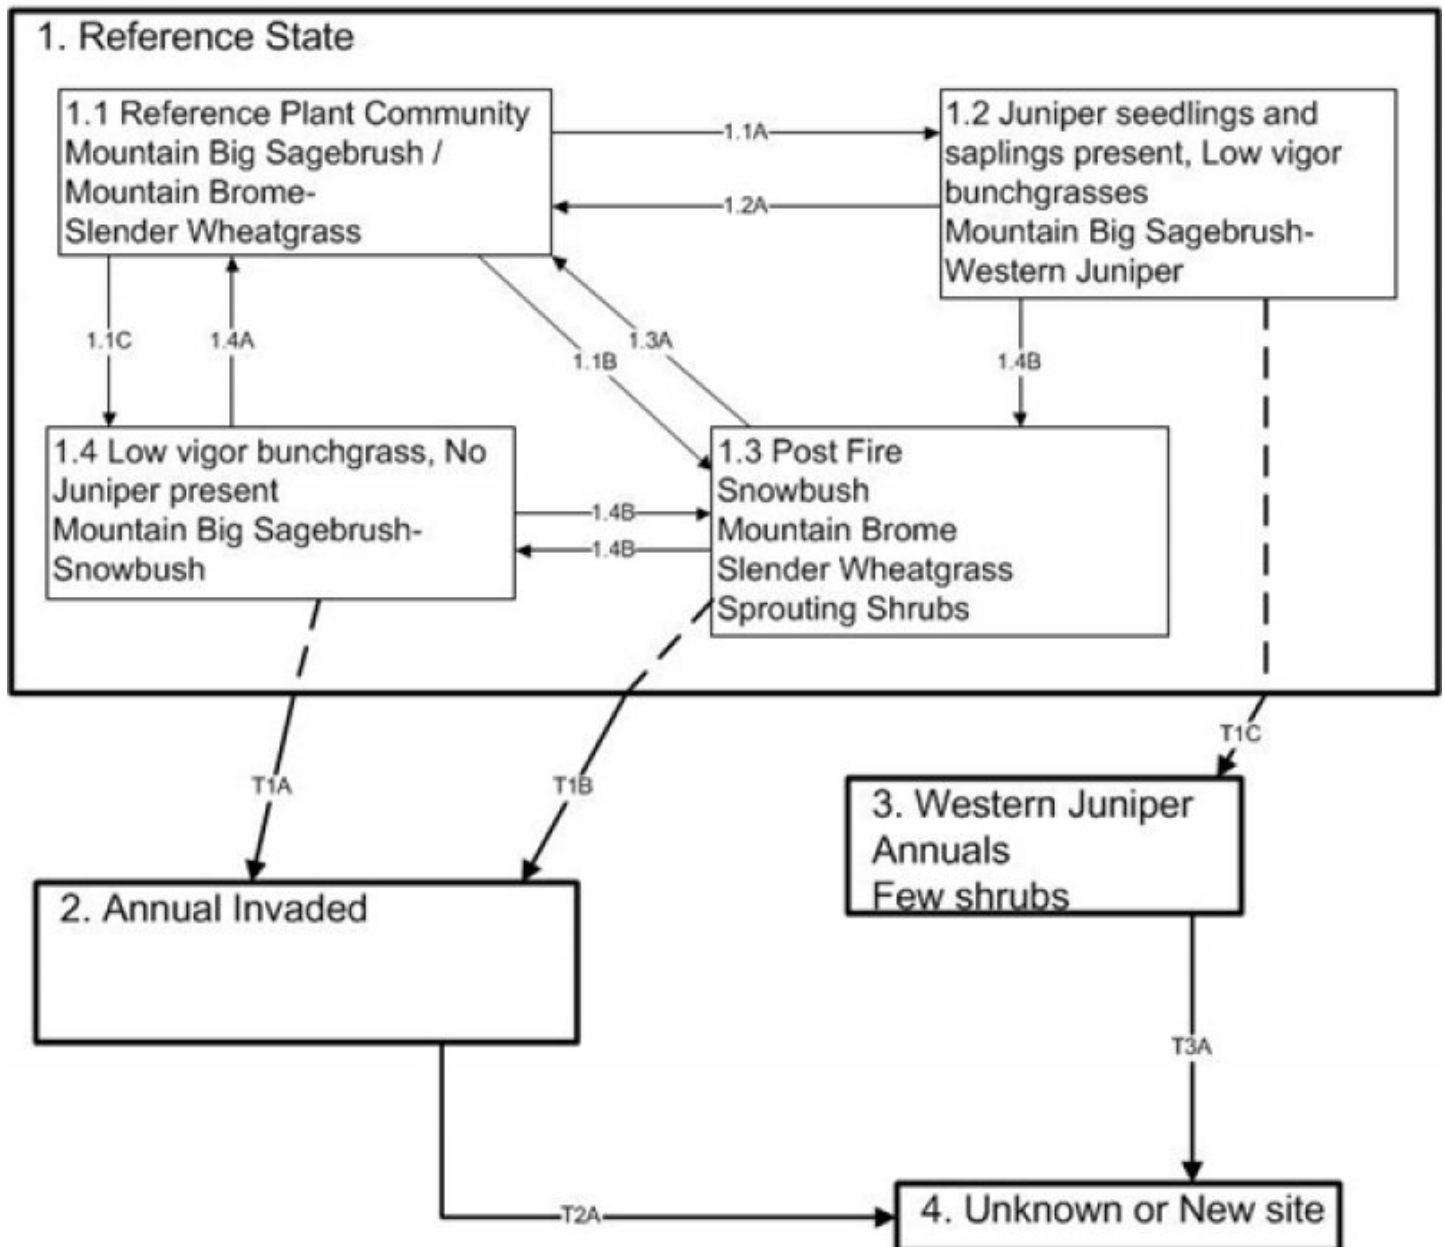 1. Reference State
1.1 Reference Plant Community
Mountain Big Sagebrush /
Mountain Brome-
Slender Wheatgrass
1.1A
1.2A
1.2 Juniper seedlings and
saplings present, Low vigor
bunchgrasses
Mountain Big Sagebrush-
Western Juniper
1.1C
1.4A
1.1B
1.3A
1.4B
1.4 Low vigor bunchgrass, No
Juniper present
Mountain Big Sagebrush-
Snowbush
1.4B
1.4B
1.3 Post Fire
Snowbush
Mountain Brome
Slender Wheatgrass
Sprouting Shrubs
T1A
T1B
T1C
2. Annual Invaded
3. Western Juniper
Annuals
Few shrubs
T3A
T2A
4. Unknown or New site